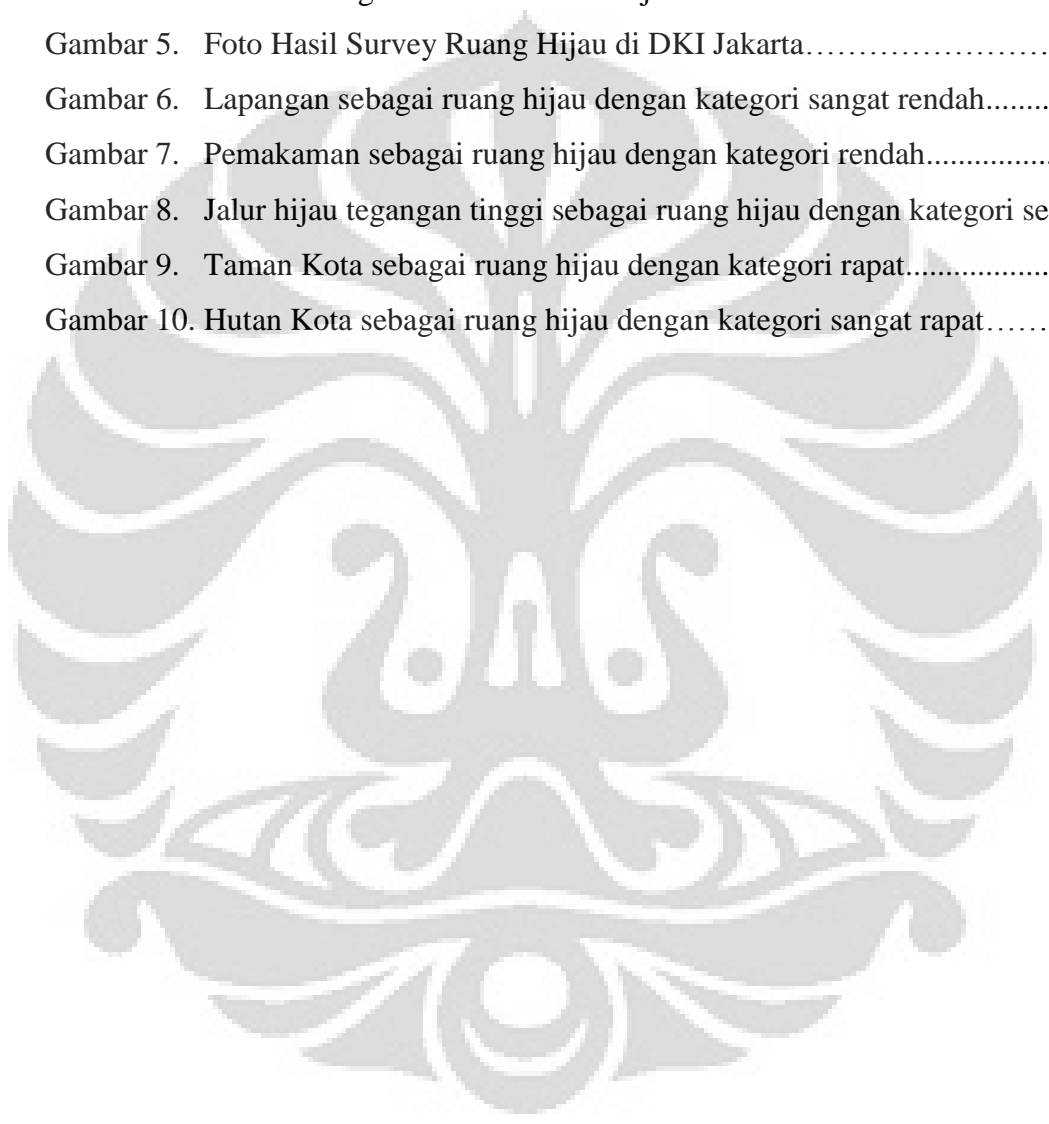 Gambar 5. Foto Hasil Survey Ruang Hijau di DKI Jakarta……………………
Gambar 6. Lapangan sebagai ruang hijau dengan kategori sangat rendah........
Gambar 7. Pemakaman sebagai ruang hijau dengan kategori rendah................
Gambar 8. Jalur hijau tegangan tinggi sebagai ruang hijau dengan kategori se
Gambar 9. Taman Kota sebagai ruang hijau dengan kategori rapat..................
Gambar 10. Hutan Kota sebagai ruang hijau dengan kategori sangat rapat……